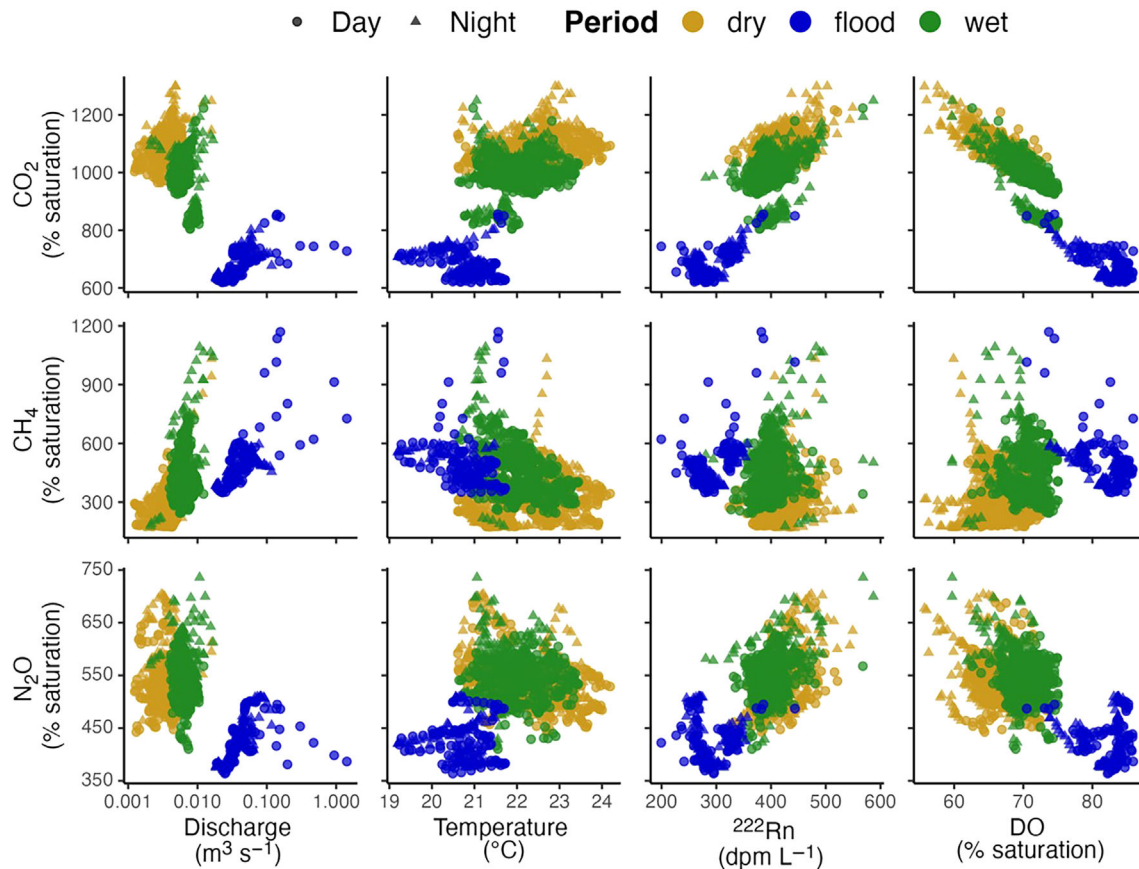 Day Night Period dry flood wet
CO₂
(% saturation)
1200
1000
800
600
CH₄
(% saturation)
1200
900
600
300
N₂O
(% saturation)
750
650
550
450
350
0.001 0.010 0.100 1.000
19 20 21 22 23 24
200 300 400 500 600
60 70 80
Discharge
(m³ s⁻¹)
Temperature
(°C)
²²²Rn
(dpm L⁻¹)
DO
(% saturation)